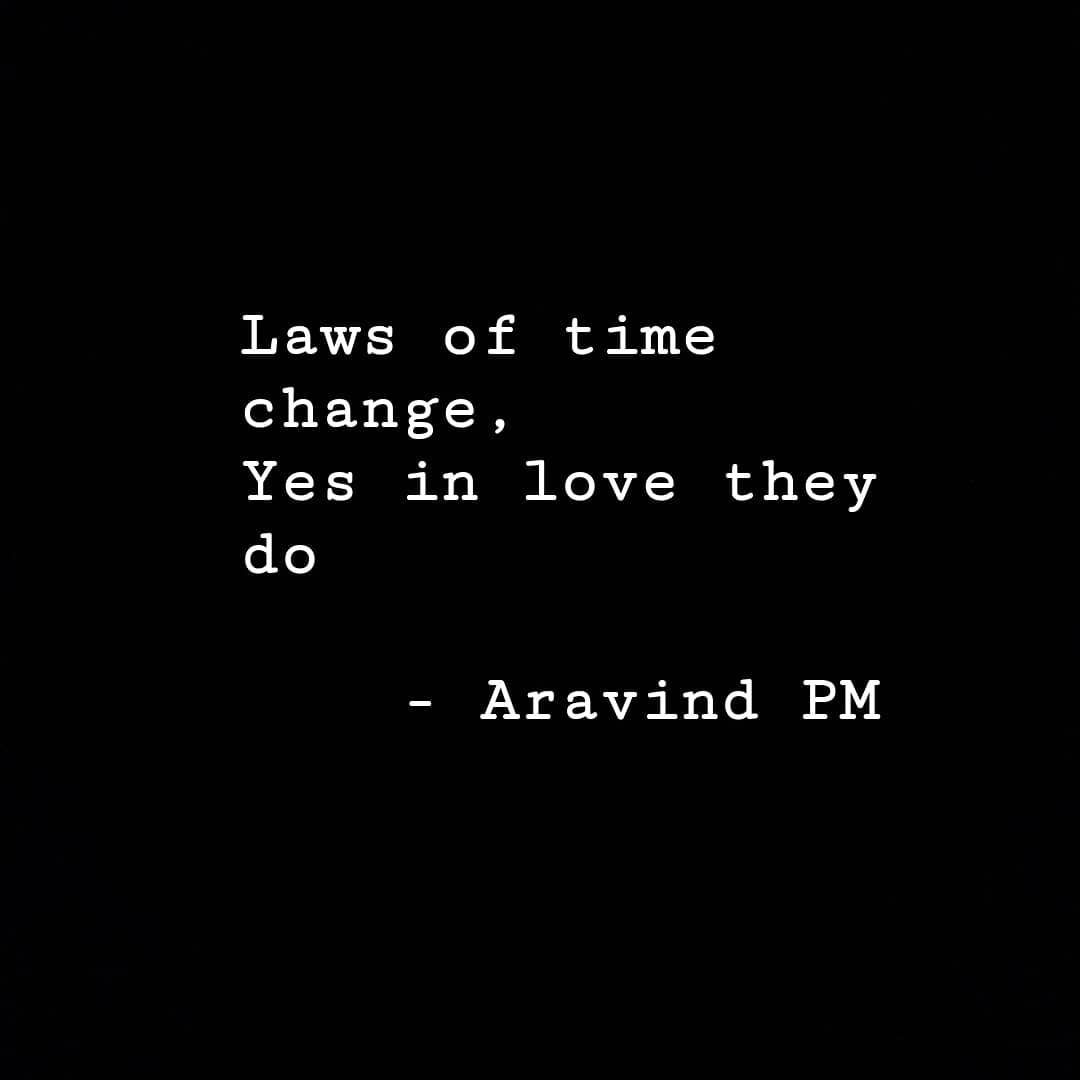 Laws of time
change,
Yes in love they
do
- Aravind PM